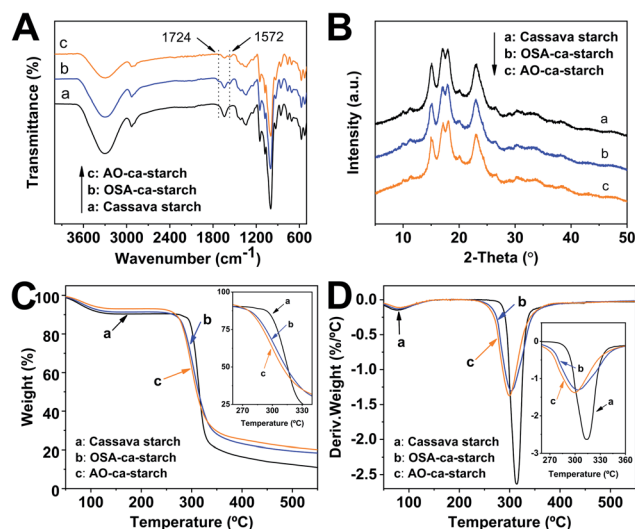 A
1724
1572
c
b
a
c: AO-ca-starch
b: OSA-ca-starch
a: Cassava starch
Transmittance (%)
3600 3000 2400 1800 1200 600
Wavenumber (cm⁻¹)
B
a: Cassava starch
b: OSA-ca-starch
c: AO-ca-starch
a
b
c
Intensity (a.u.)
10 20 30 40 50
2-Theta (º)
C
100
80
60
40
20
0
Weight (%)
a
b
c
a: Cassava starch
b: OSA-ca-starch
c: AO-ca-starch
100 200 300 400 500
Temperature (ºC)
100
75
50
25
a
b
c
260 300 330
Temperature (ºC)
D
0.0
-0.5
-1.0
-1.5
-2.0
-2.5
Deriv.Weight (%/ºC)
a
b
c
a: Cassava starch
b: OSA-ca-starch
c: AO-ca-starch
100 200 300 400 500
Temperature (ºC)
0
-1
-2
-3
b
c
a
270 300 330 360
Temperature (ºC)